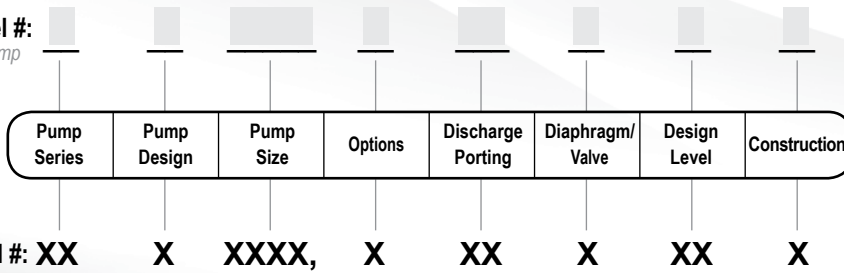 l #:
mp
Pump Series
Pump Design
Pump Size
Options
Discharge Porting
Diaphragm/ Valve
Design Level
Construction
l #: XX X XXXX, X XX X XX X